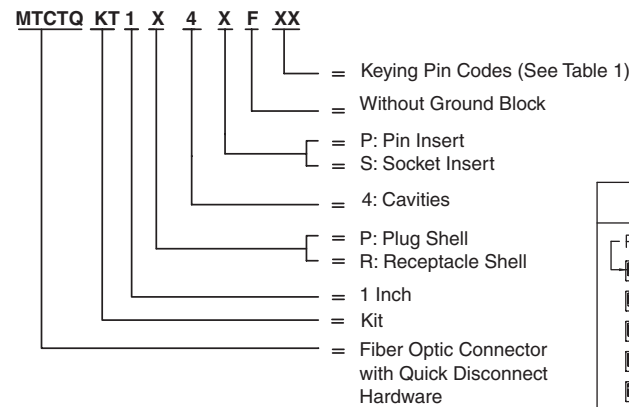 MTCTQ KT 1 X 4 X F XX
= Keying Pin Codes (See Table 1)
= Without Ground Block
= P: Pin Insert
= S: Socket Insert
= 4: Cavities
= P: Plug Shell
= R: Receptacle Shell
= 1 Inch
= Kit
= Fiber Optic Connector
with Quick Disconnect
Hardware